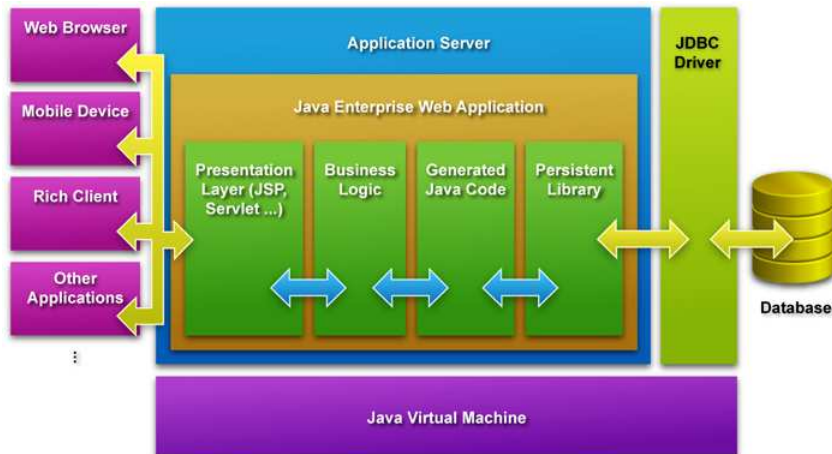 Web Browser
Mobile Device
Rich Client
Other
Applications
...
Application Server
Java Enterprise Web Application
Presentation
Layer (JSP,
Servlet ...)
Business
Logic
Generated
Java Code
Persistent
Library
JDBC
Driver
Database
Java Virtual Machine